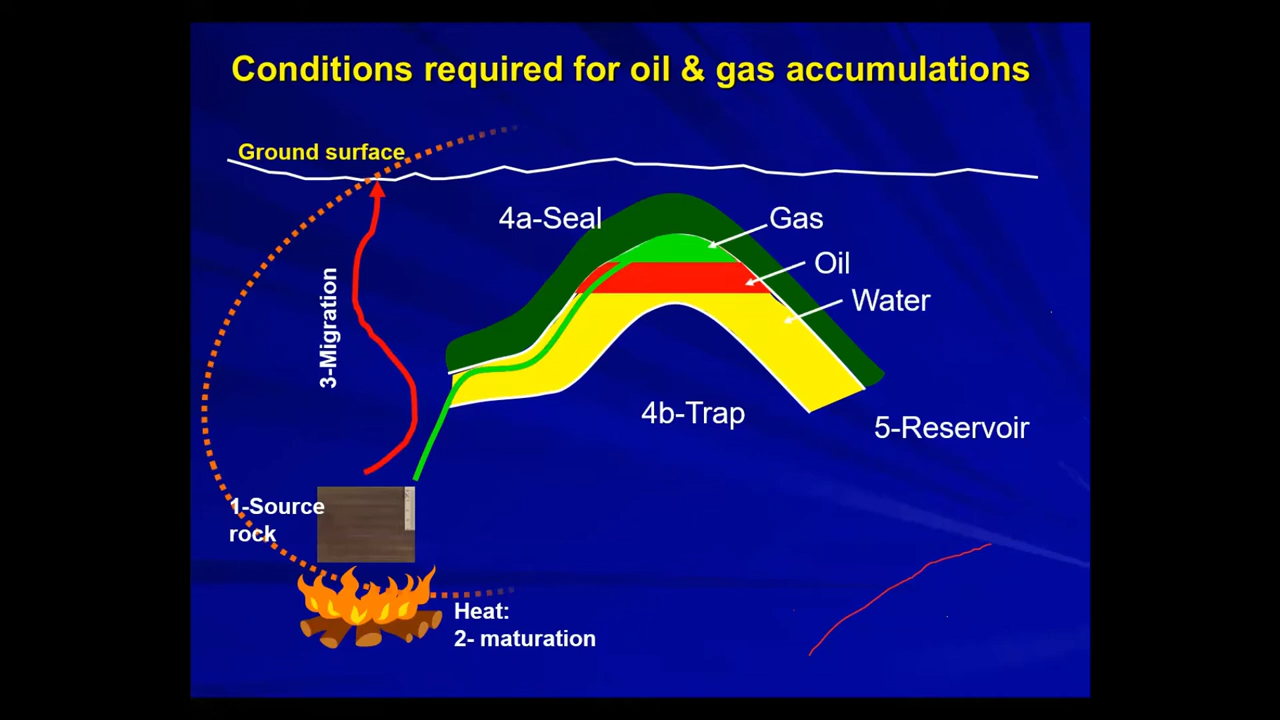 Conditions required for oil & gas accumulations
Ground surface
4a-Seal
Gas
Oil
Water
3-Migration
4b-Trap
5-Reservoir
1-Source
rock
Heat:
2- maturation